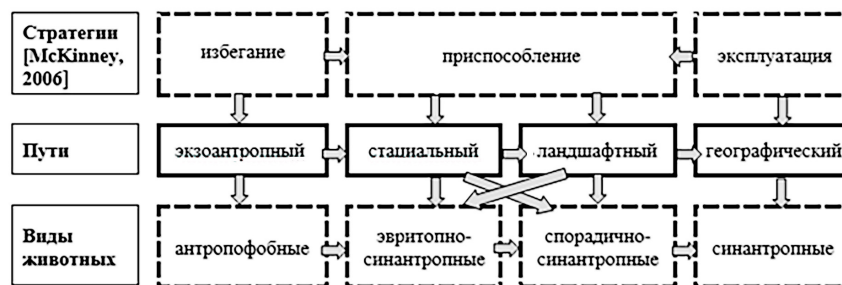 Стратегии
[McKinney,
2006]
избегание
приспособление
эксплуатация
Пути
экзоантропный
стациальный
ландшафтный
географический
Виды
животных
антропофобные
эвритопно-
синантропные
спорадично-
синантропные
синантропные